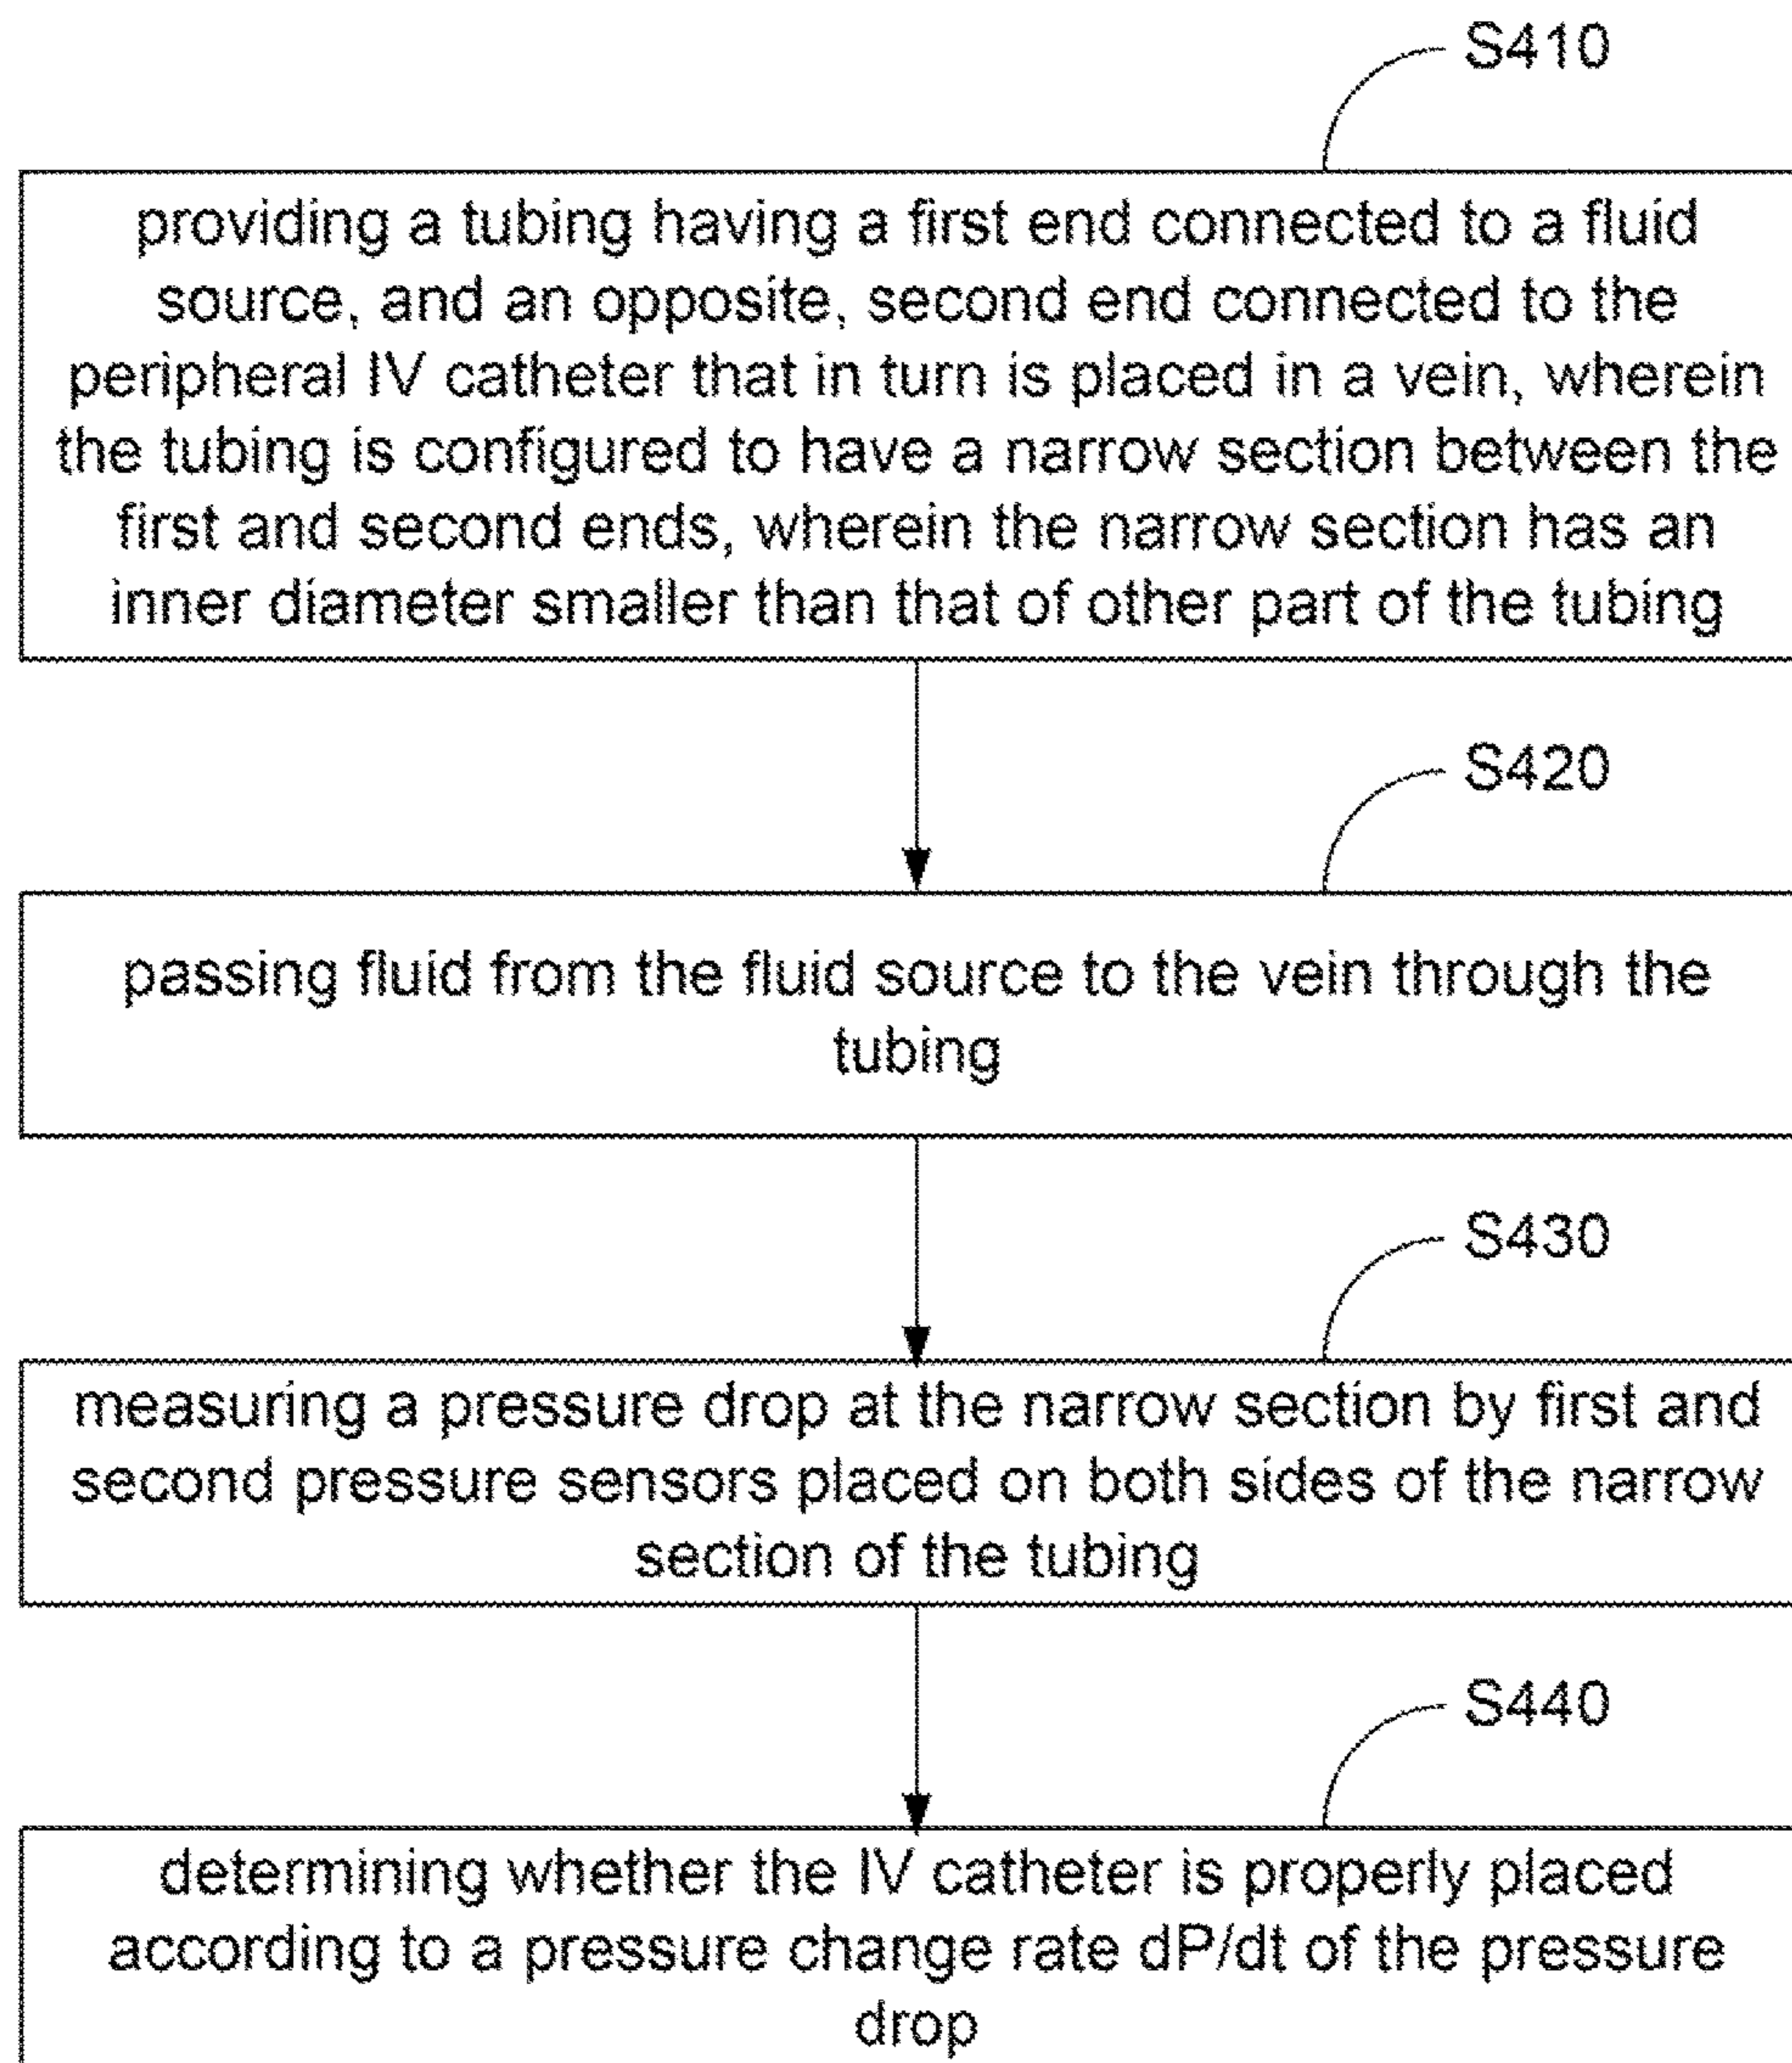 S410
providing a tubing having a first end connected to a fluid
source, and an opposite, second end connected to the
peripheral IV catheter that in turn is placed in a vein, wherein
the tubing is configured to have a narrow section between the
first and second ends, wherein the narrow section has an
inner diameter smaller than that of other part of the tubing
S420
passing fluid from the fluid source to the vein through the
tubing
S430
measuring a pressure drop at the narrow section by first and
second pressure sensors placed on both sides of the narrow
section of the tubing
S440
determining whether the IV catheter is properly placed
according to a pressure change rate dP/dt of the pressure
drop